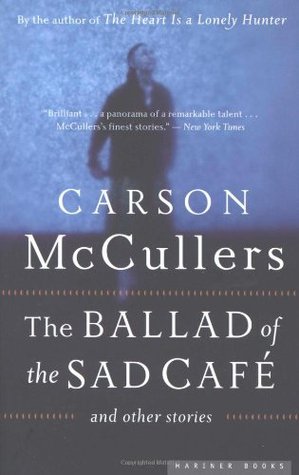 By the author of The Heart Is a Lonely Hunter
"Brilliant . . . a panorama of a remarkable talent . . .
McCullers's finest stories." — New York Times
CARSON
McCULLERS
The BALLAD of
the SAD CAFÉ
and other stories
MARINER BOOKS